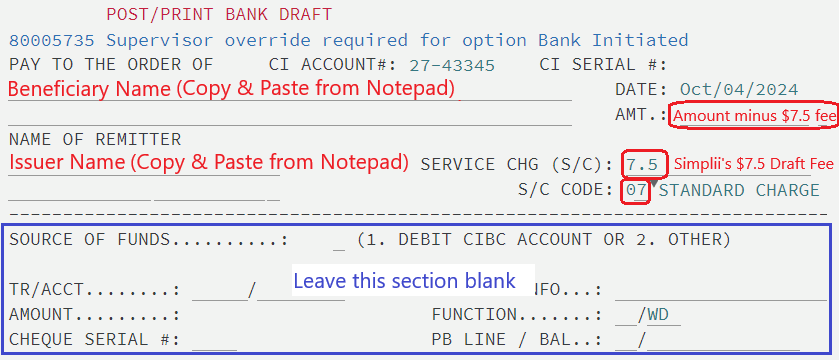 POST/PRINT BANK DRAFT
80005735 Supervisor override required for option Bank Initiated
PAY TO THE ORDER OF CI ACCOUNT#: 27-43345 CI SERIAL #:
Beneficiary Name (Copy & Paste from Notepad) DATE: Oct/04/2024
AMT.: Amount minus $7.5 fee
NAME OF REMITTER
Issuer Name (Copy & Paste from Notepad) SERVICE CHG (S/C): 7.5 Simplii's $7.5 Draft Fee
S/C CODE: 07 STANDARD CHARGE
SOURCE OF FUNDS..........: _ (1. DEBIT CIBC ACCOUNT OR 2. OTHER)
Leave this section blank
TR/ACCT.........: _____/________ NFO...:
AMOUNT.........: FUNCTION.......: __/WD
CHEQUE SERIAL #: ____ PB LINE / BAL..: __/